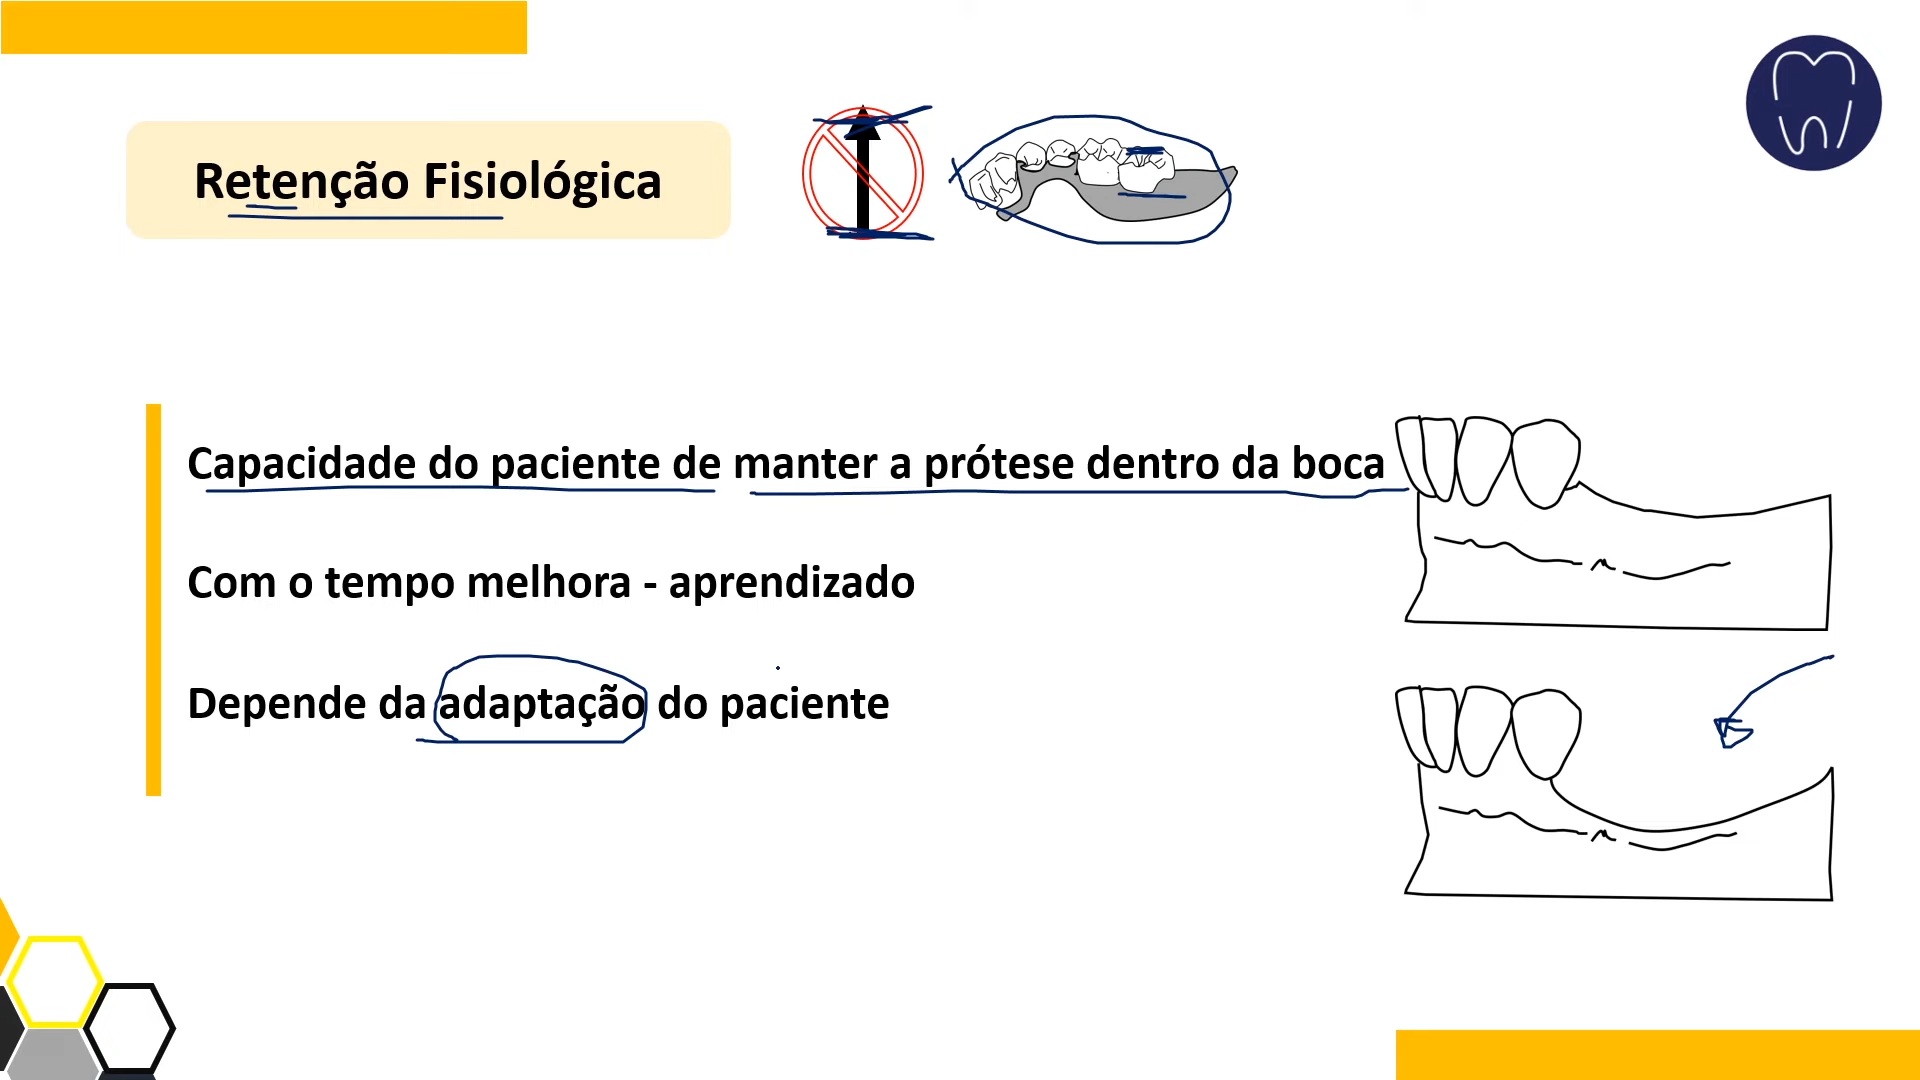 Retenção Fisiológica
Capacidade do paciente de manter a prótese dentro da boca
Com o tempo melhora - aprendizado
Depende da adaptação do paciente